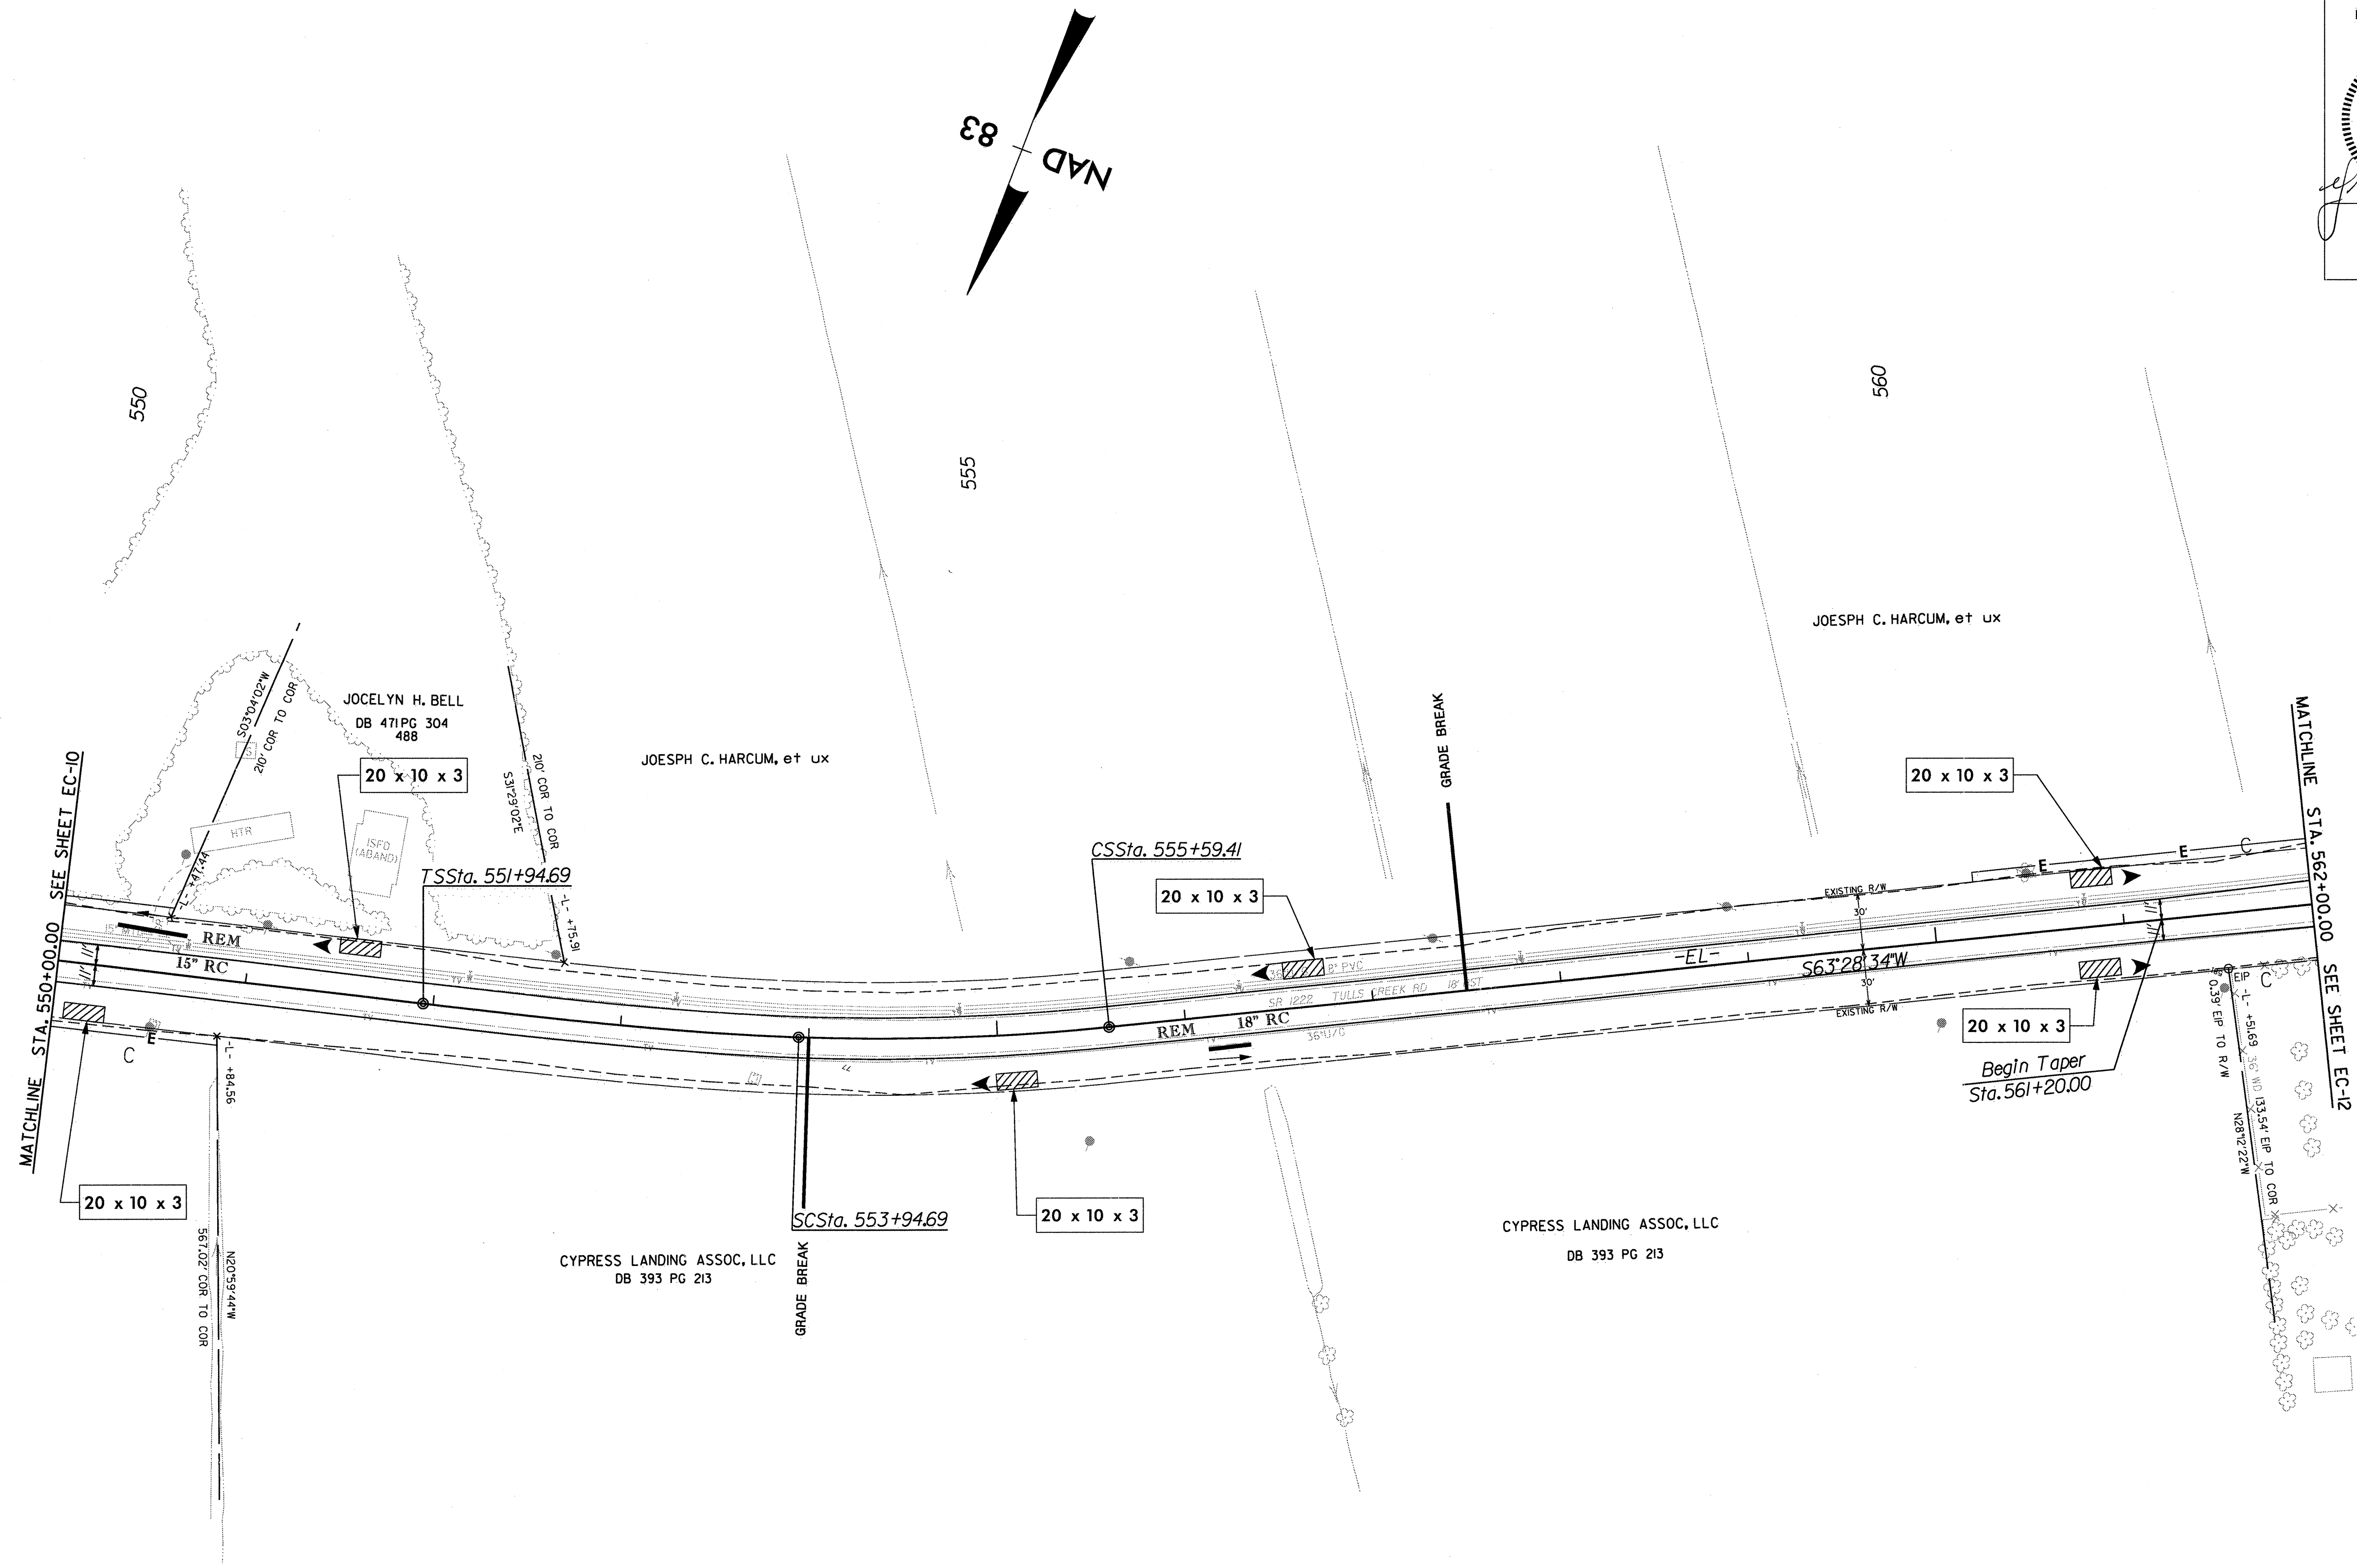 83
NAD
550
555
560
JOESPH C. HARCUM, et ux
S03°04'02"W
210' COR TO COR
JOCELYN H. BELL
DB 471 PG 304
488
20 x 10 x 3
JOESPH C. HARCUM, et ux
210' COR TO COR
S31°29'02"E
GRADE BREAK
20 x 10 x 3
MATCHLINE STA. 550+00.00 SEE SHEET EC-10
MATCHLINE STA. 562+00.00 SEE SHEET EC-12
HTR
ISFD
(ABAND)
-L- +47.44
TSSta. 551+94.69
-L- +75.91
CSSta. 555+59.41
20 x 10 x 3
E
E
C
EXISTING R/W
30'
REM
15" RC
11'
11'
-EL-
S63°28'34"W
30'
EXISTING R/W
11'
11'
SR 1222 TULLS CREEK RD 18' BST
REM
18" RC
EIP
C
E
C
-L- +84.56
20 x 10 x 3
Begin Taper
Sta. 561+20.00
0.39' EIP TO R/W
-L- +51.69
36" WD
133.54' EIP TO COR
N28°12'22"W
20 x 10 x 3
20 x 10 x 3
SCSta. 553+94.69
N20°59'44"W
567.02' COR TO COR
CYPRESS LANDING ASSOC, LLC
DB 393 PG 213
GRADE BREAK
CYPRESS LANDING ASSOC, LLC
DB 393 PG 213